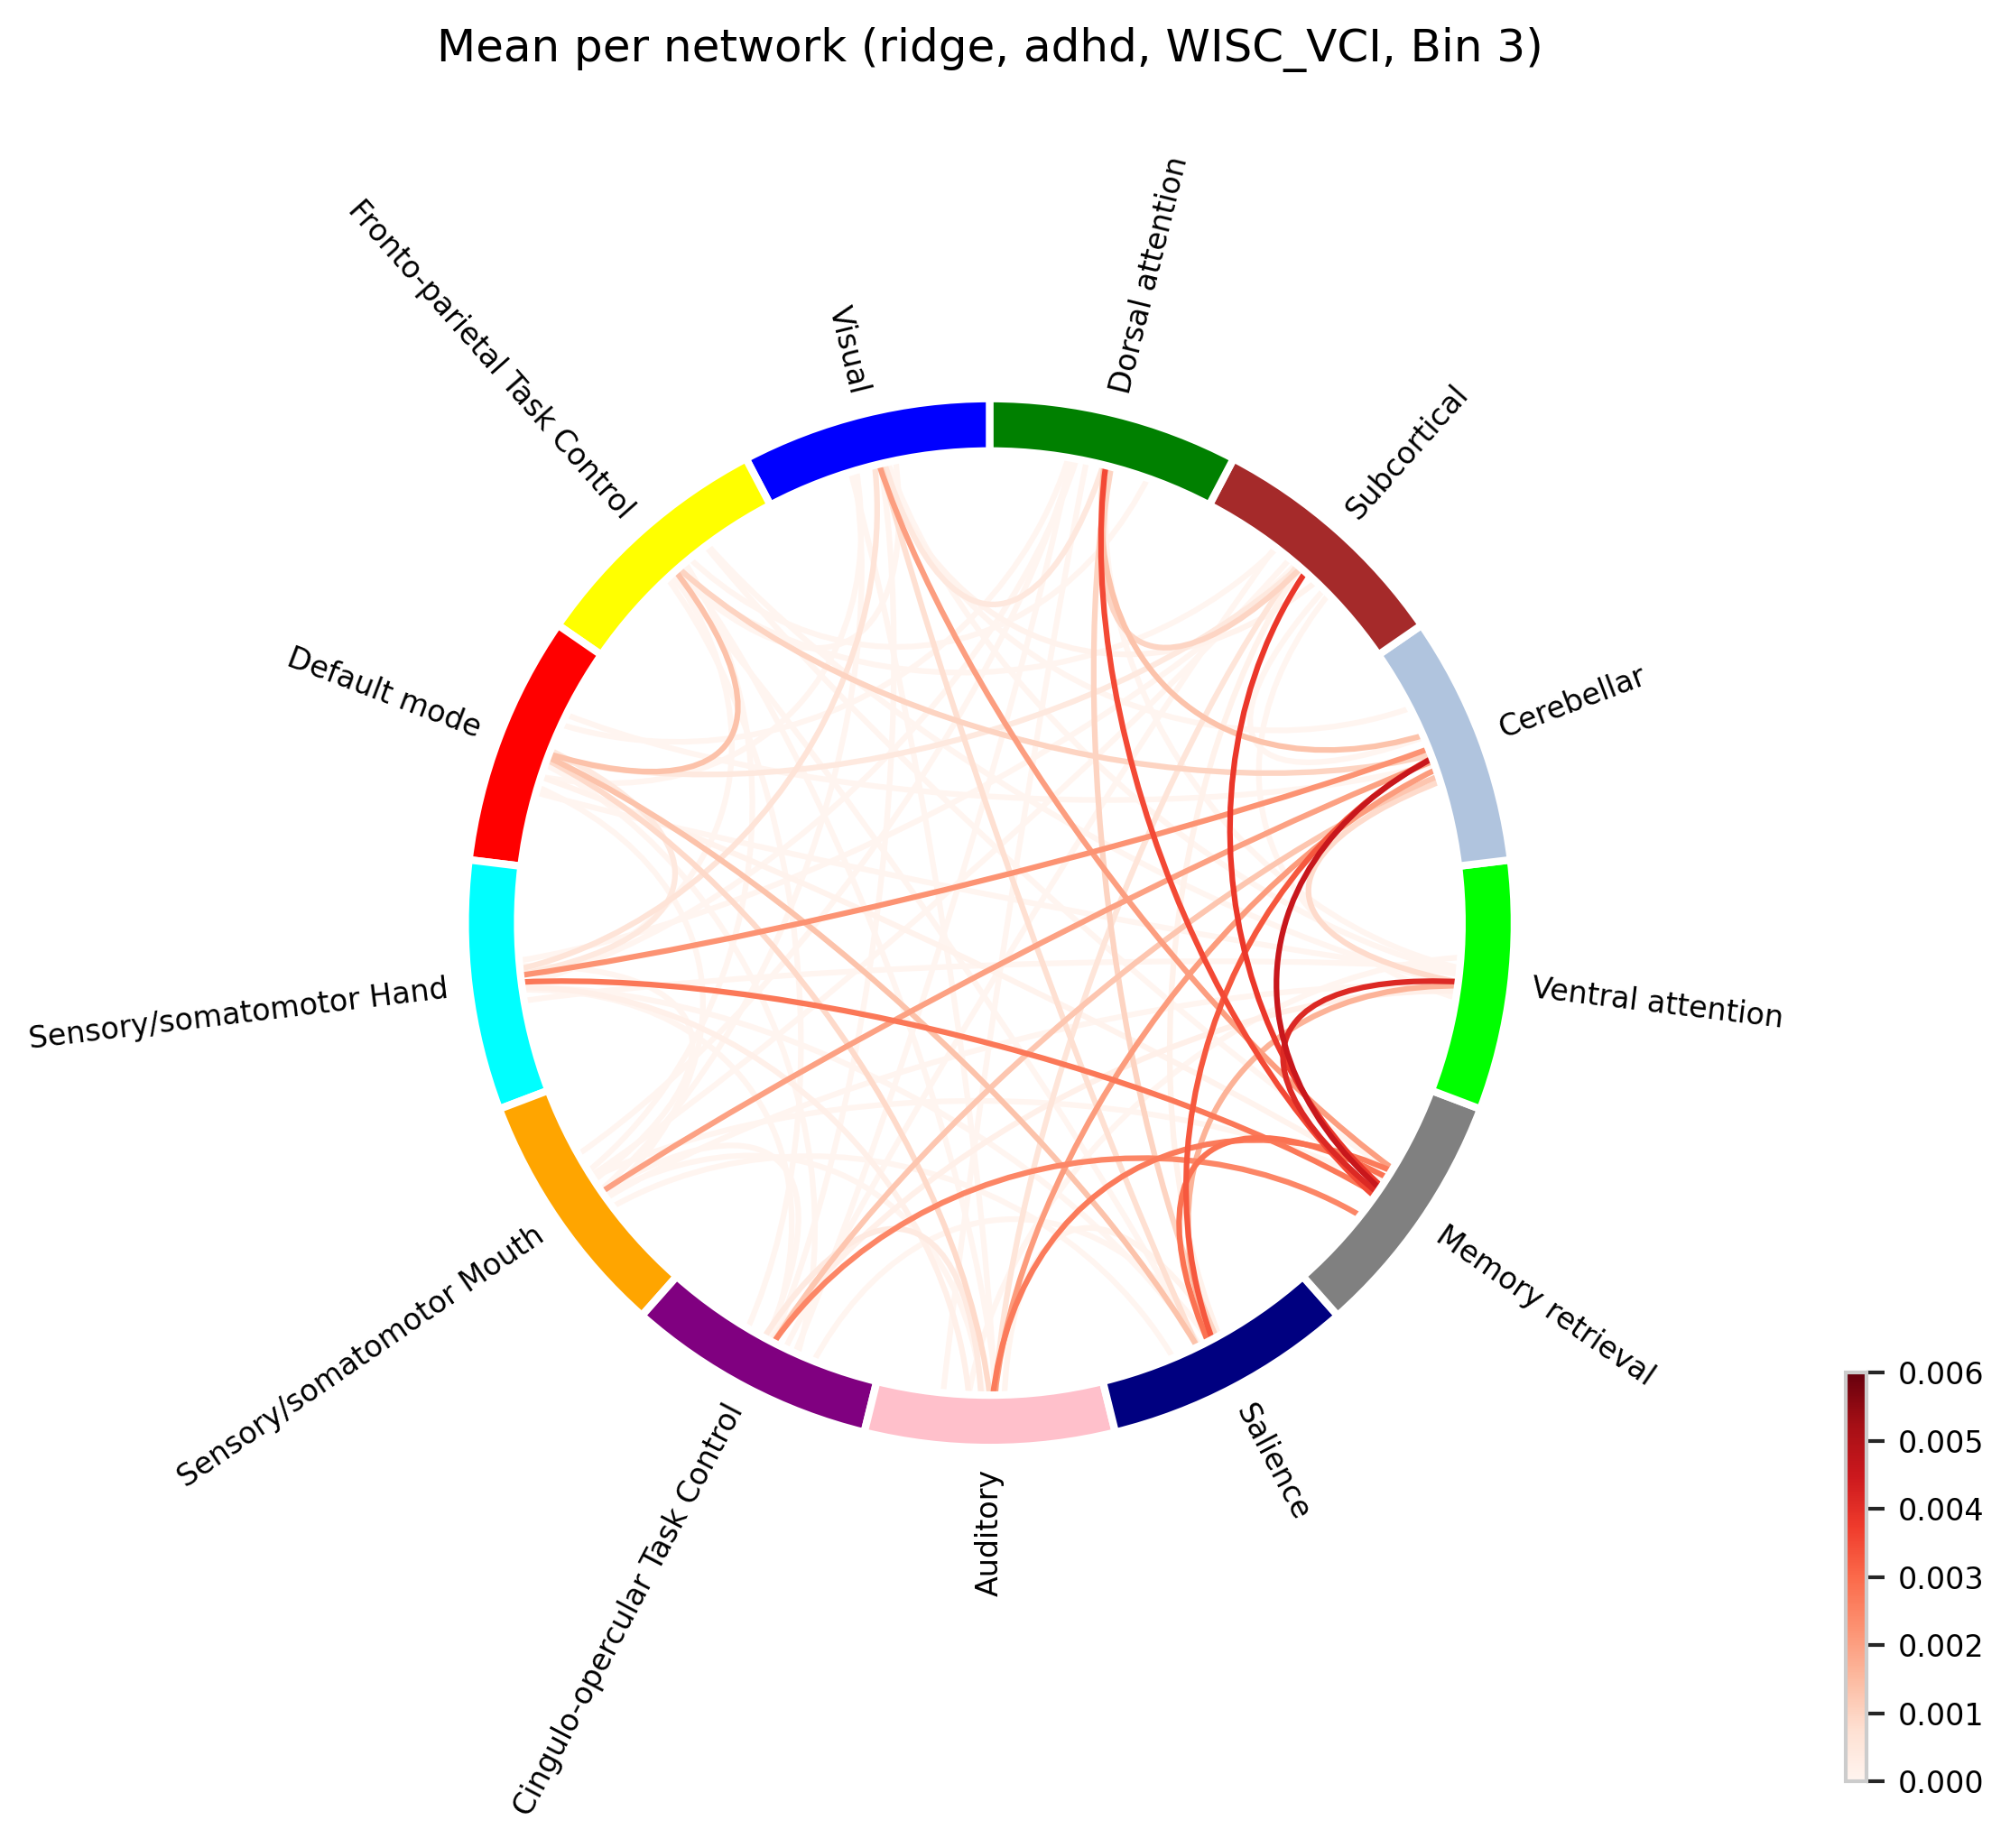 Mean per network (ridge, adhd, WISC_VCI, Bin 3)
Dorsal attention
Visual
Fronto-parietal Task Control
Subcortical
Default mode
Cerebellar
Sensory/somatomotor Hand
Ventral attention
Sensory/somatomotor Mouth
Memory retrieval
Cingulo-opercular Task Control
Auditory
Salience
0.006
0.005
0.004
0.003
0.002
0.001
0.000